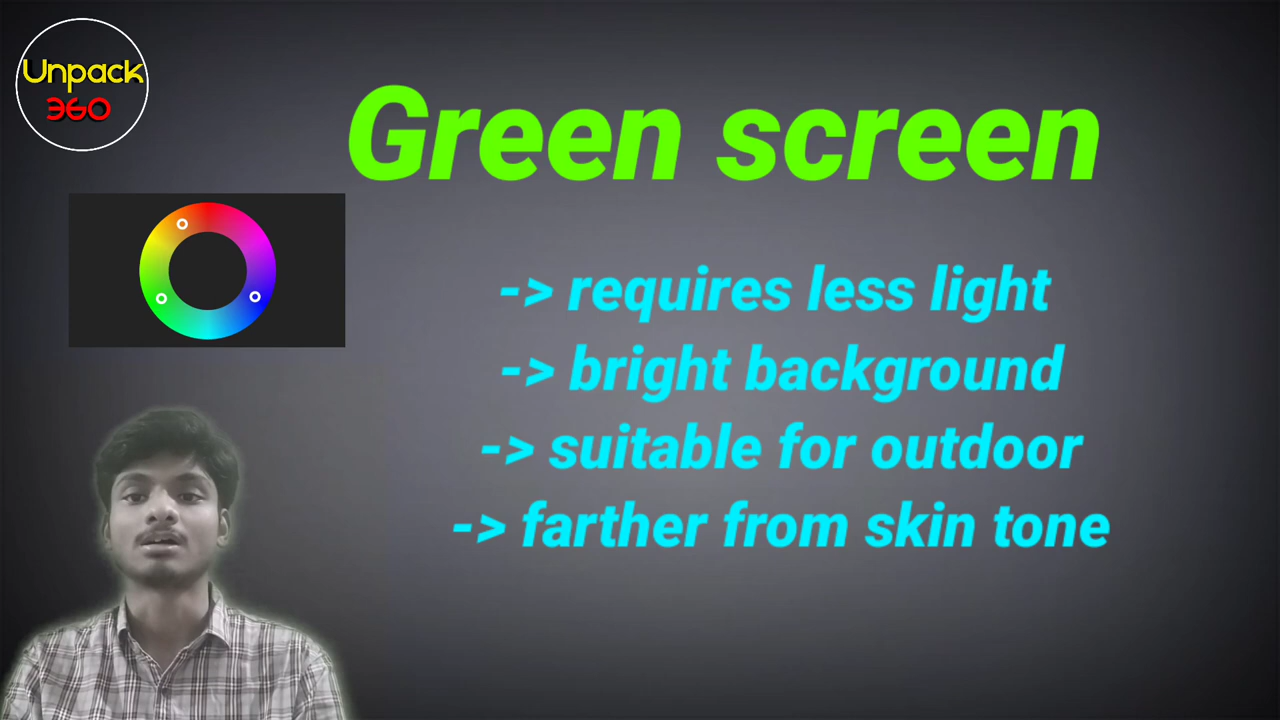 Unpack
360
Green screen
-> requires less light
-> bright background
-> suitable for outdoor
-> farther from skin tone